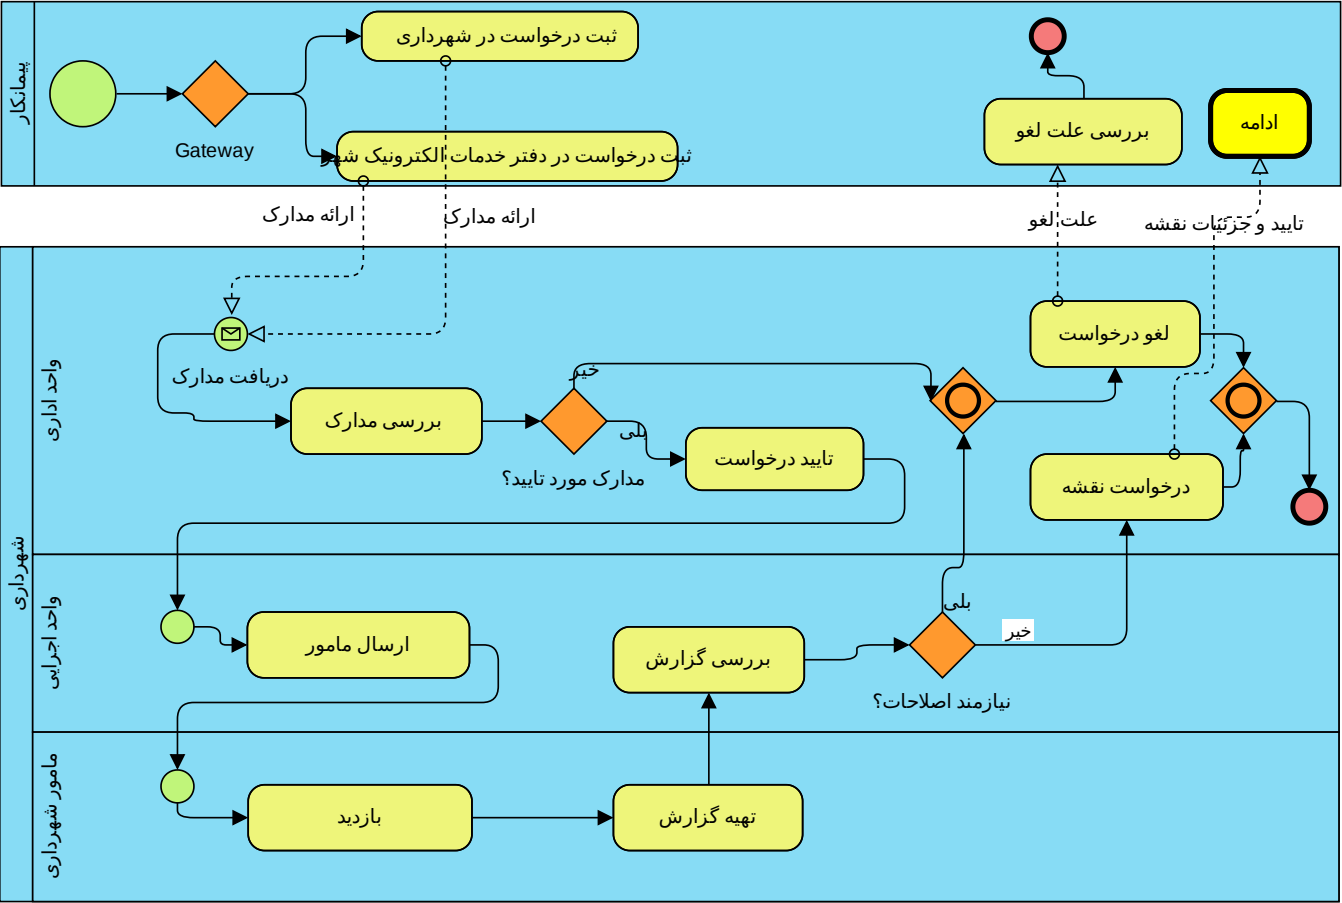 پیمانکار
ثبت درخواست در شهرداری
Gateway
ثبت درخواست در دفتر خدمات الکترونیک شهر
بررسی علت لغو
ادامه
ارائه مدارک
ارائه مدارک
علت لغو
تایید و جزئیات نقشه
شهرداری
واحد اداری
دریافت مدارک
بررسی مدارک
خیر
بلی
مدارک مورد تایید؟
تایید درخواست
لغو درخواست
درخواست نقشه
واحد اجرایی
ارسال مامور
بررسی گزارش
بلی
خیر
نیازمند اصلاحات؟
مامور شهرداری
بازدید
تهیه گزارش